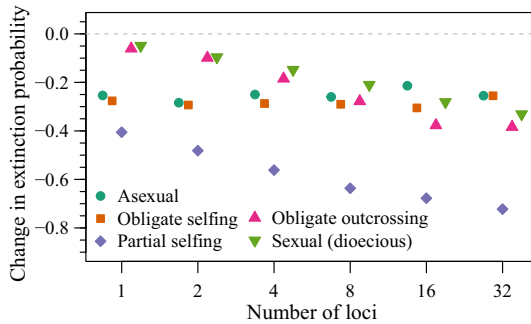 Change in extinction probability
0.0
−0.2
−0.4
−0.6
−0.8
Asexual
Obligate selfing
Partial selfing
Obligate outcrossing
Sexual (dioecious)
1 2 4 8 16 32
Number of loci